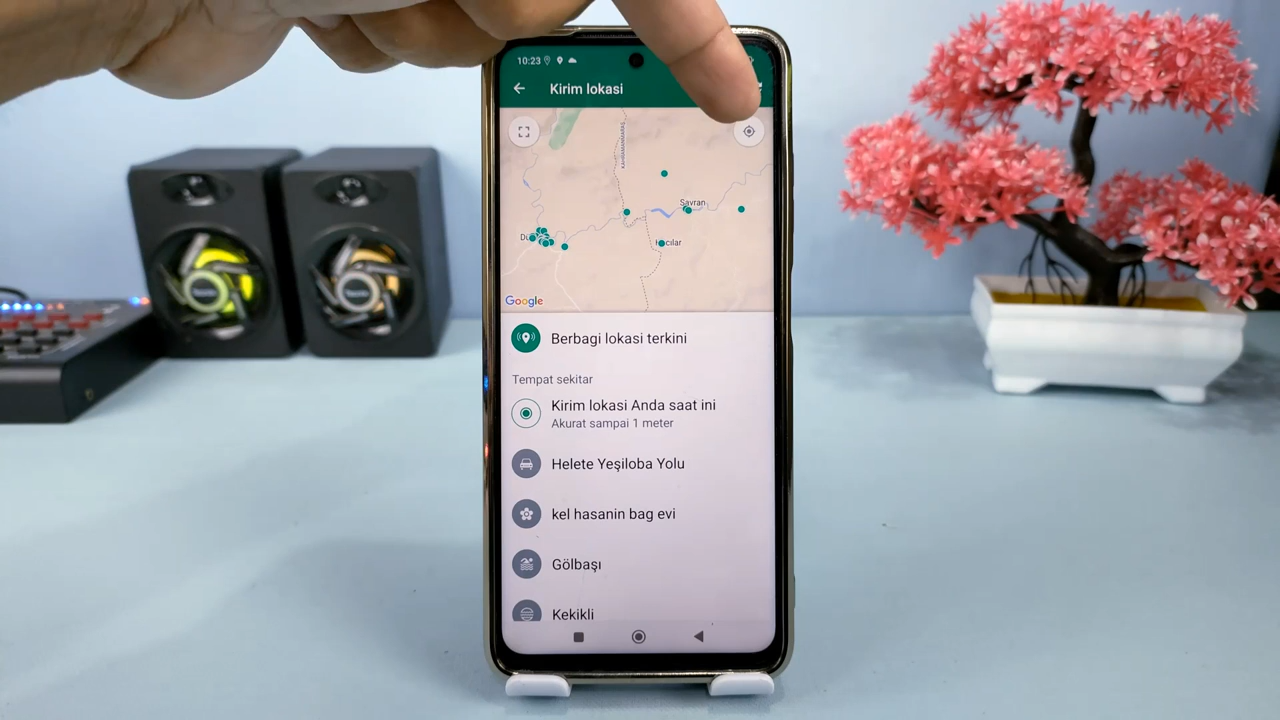 10:23
Kirim lokasi
KAHRAMANMARAŞ
Savran
Google
Berbagi lokasi terkini
Tempat sekitar
Kirim lokasi Anda saat ini
Akurat sampai 1 meter
Helete Yeşiloba Yolu
kel hasanin bag evi
Gölbaşı
Kekikli